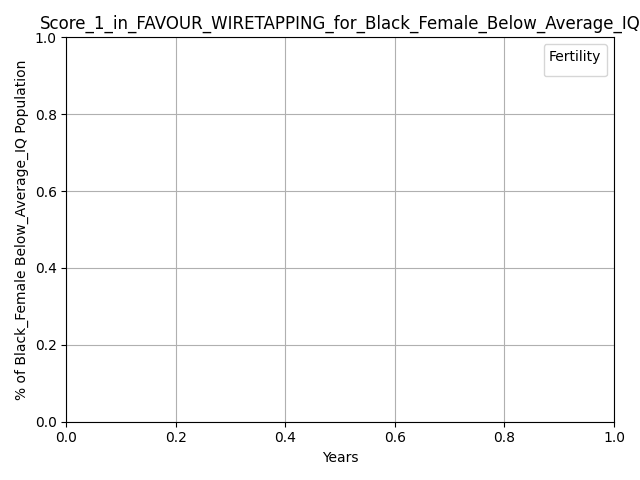 Score_1_in_FAVOUR_WIRETAPPING_for_Black_Female_Below_Average_IQ
Fertility
% of Black_Female Below_Average_IQ Population
1.0
0.8
0.6
0.4
0.2
0.0
0.0 0.2 0.4 0.6 0.8 1.0
Years